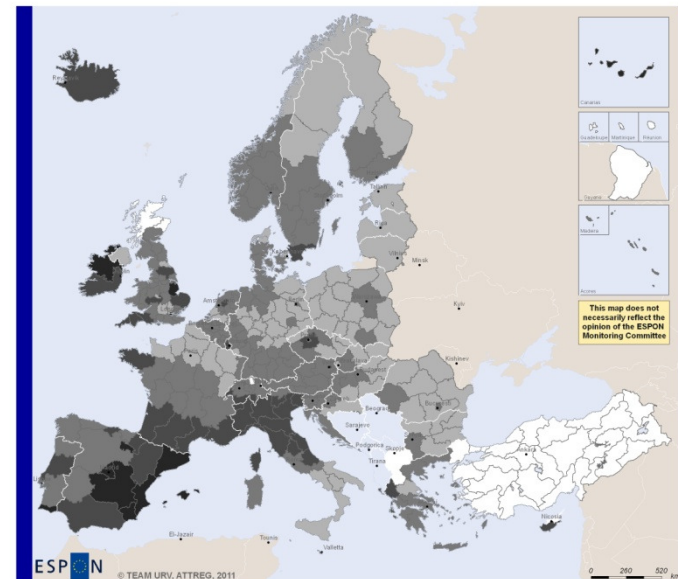 Reykjavik
Canarias
Guadeloupe Martinique Réunion
Guyane
Madeira
Acores
This map does not
necessarily reflect the
opinion of the ESPON
Monitoring Committee
Tallinn
Riga
Vilnius
Minsk
Kyiv
Kishinev
Beograd
Sarajevo
Podgorica
Skopje
Tirana
Ankara
Nicosia
El-Jazair
Tounis
Valletta
ESPON
© TEAM URV, ATTREG, 2011
0 260 520
km